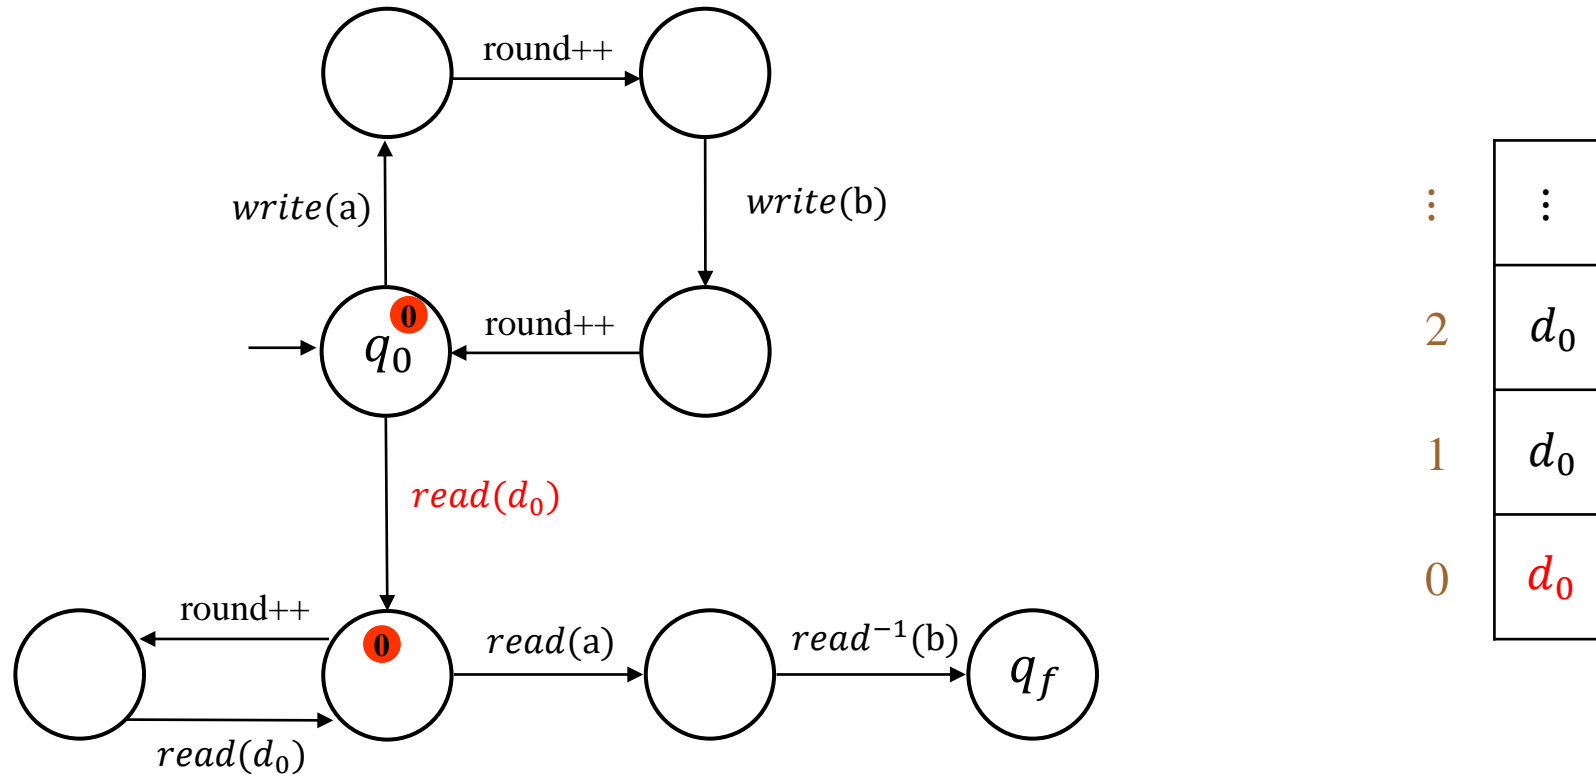 round++
write(a)
write(b)
0
q₀
round++
read(d₀)
round++
0
read(a)
read⁻¹(b)
q_f
read(d₀)
⋮ ⋮
2 d₀
1 d₀
0 d₀